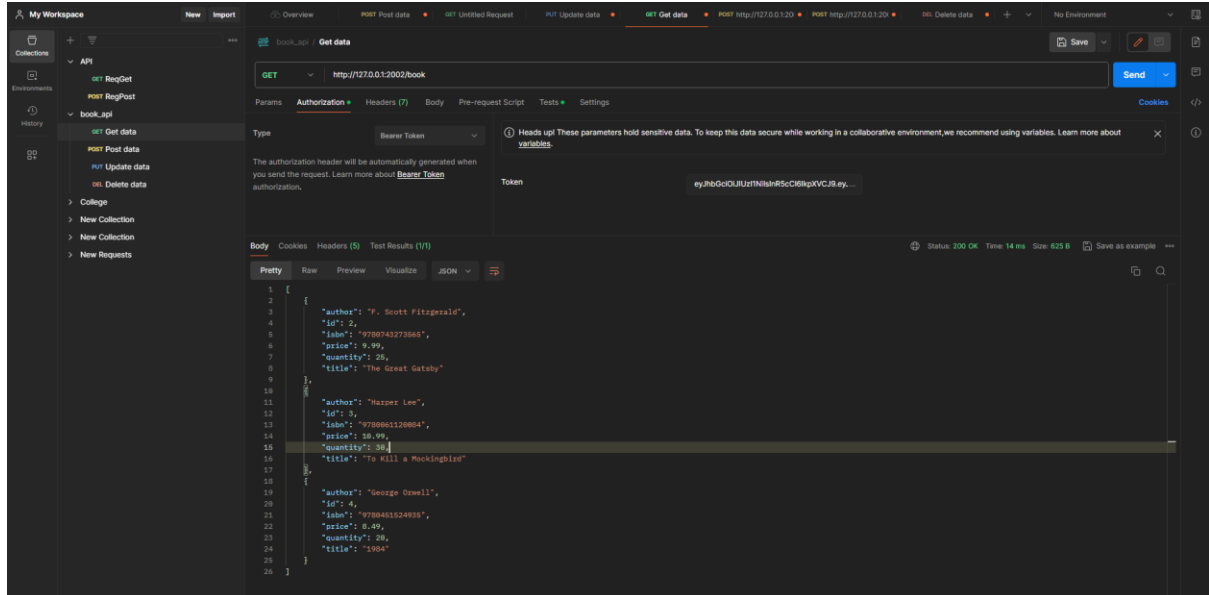 My Workspace New Import
Overview POST Post data GET Untitled Request PUT Update data GET Get data POST http://127.0.0.1:20 POST http://127.0.0.1:20 DEL Delete data No Environment
Collections
Environments
History
API
GET ReqGet
POST RegPost
book_api
GET Get data
POST Post data
PUT Update data
DEL Delete data
College
New Collection
New Collection
New Requests
book_api / Get data Save
GET http://127.0.0.1:2002/book Send
Params Authorization Headers (7) Body Pre-request Script Tests Settings Cookies
Type Bearer Token
The authorization header will be automatically generated when
you send the request. Learn more about Bearer Token
authorization.
Heads up! These parameters hold sensitive data. To keep this data secure while working in a collaborative environment,we recommend using variables. Learn more about
variables.
Token
Body Cookies Headers (5) Test Results (1/1) Status: 200 OK Time: 14 ms Size: 625 B Save as example
Pretty Raw Preview Visualize JSON
1 [
2 {
3 "author": "F. Scott Fitzgerald",
4 "id": 2,
5 "isbn": "9780743273565",
6 "price": 9.99,
7 "quantity": 25,
8 "title": "The Great Gatsby"
9 },
10 {
11 "author": "Harper Lee",
12 "id": 3,
13 "isbn": "9780061120084",
14 "price": 10.99,
15 "quantity": 30,
16 "title": "To Kill a Mockingbird"
17 },
18 {
19 "author": "George Orwell",
20 "id": 4,
21 "isbn": "9780451524935",
22 "price": 8.49,
23 "quantity": 20,
24 "title": "1984"
25 }
26 ]